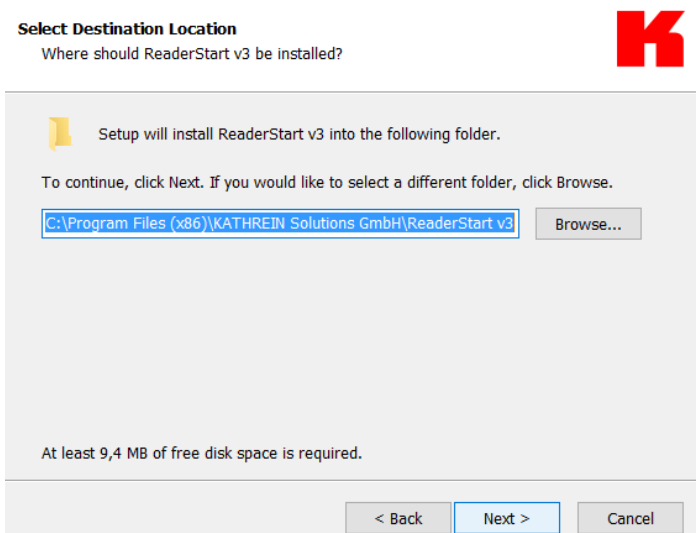 Select Destination Location
Where should ReaderStart v3 be installed?
Setup will install ReaderStart v3 into the following folder.
To continue, click Next. If you would like to select a different folder, click Browse.
C:\Program Files (x86)\KATHREIN Solutions GmbH\ReaderStart v3
Browse...
At least 9,4 MB of free disk space is required.
< Back
Next >
Cancel